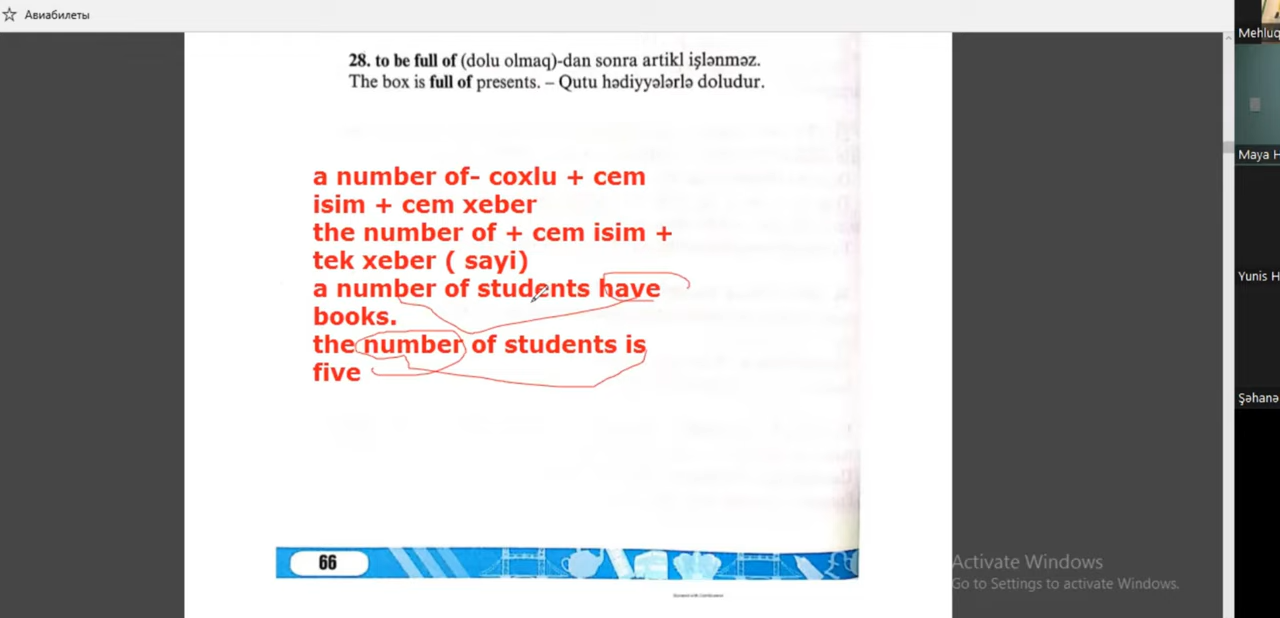 Авиабилеты
Mehluq
28. to be full of (dolu olmaq)-dan sonra artikl işlənməz.
The box is full of presents. – Qutu hədiyyələrlə doludur.
Maya H
a number of- coxlu + cem
isim + cem xeber
the number of + cem isim +
tek xeber ( sayi)
Yunis H
a number of students have
books.
the number of students is
five
Şəhanə
66
Activate Windows
Go to Settings to activate Windows.